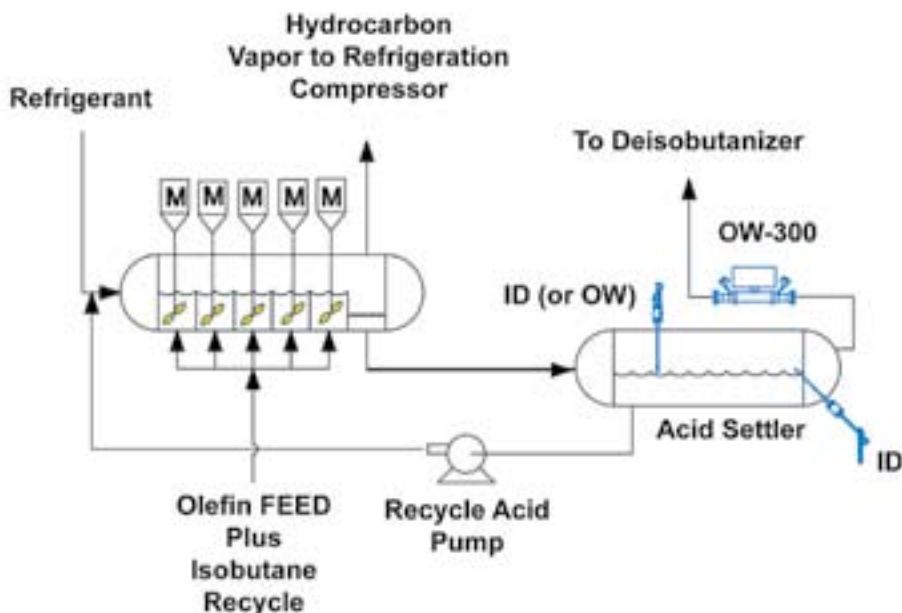 Hydrocarbon
Vapor to Refrigeration
Compressor
Refrigerant
To Deisobutanizer
M M M M M
OW-300
ID (or OW)
Acid Settler
ID
Olefin FEED
Plus
Isobutane
Recycle
Recycle Acid
Pump